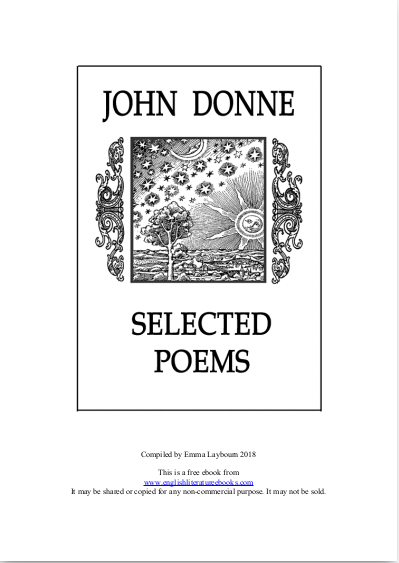 JOHN DONNE
SELECTED
POEMS
Compiled by Emma Laybourn 2018
This is a free ebook from
www.englishliteratureebooks.com
It may be shared or copied for any non-commercial purpose. It may not be sold.